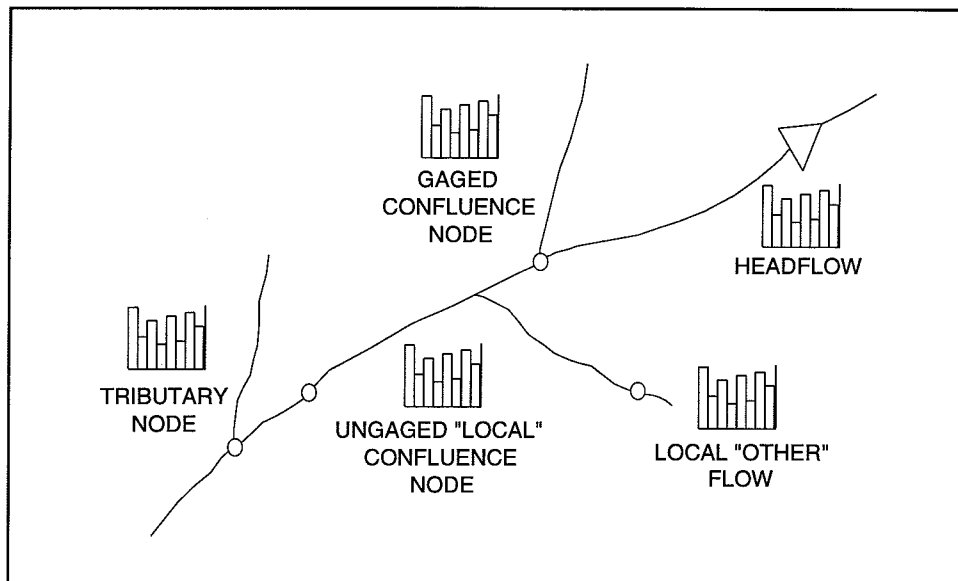 GAGED
CONFLUENCE
NODE
HEADFLOW
TRIBUTARY
NODE
UNGAGED "LOCAL"
CONFLUENCE
NODE
LOCAL "OTHER"
FLOW